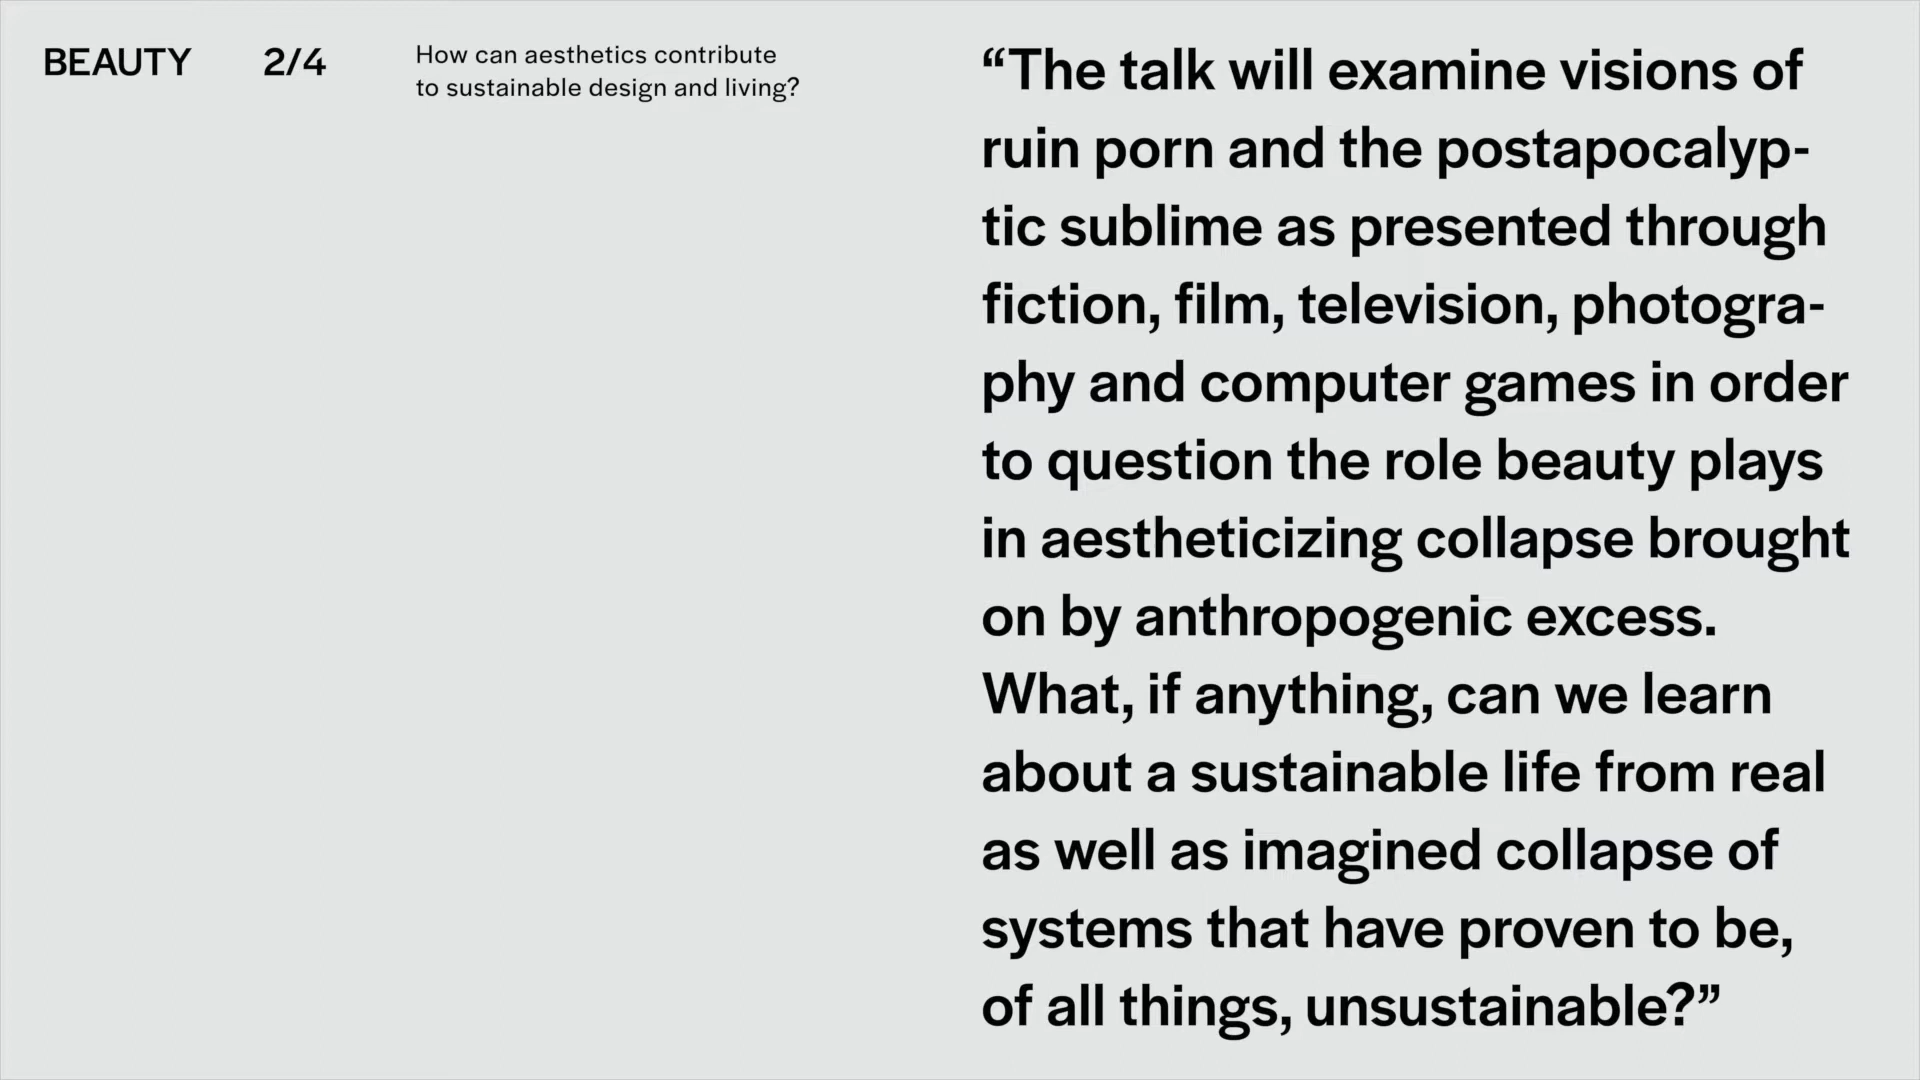 BEAUTY 2/4
How can aesthetics contribute
to sustainable design and living?
“The talk will examine visions of
ruin porn and the postapocalyp-
tic sublime as presented through
fiction, film, television, photogra-
phy and computer games in order
to question the role beauty plays
in aestheticizing collapse brought
on by anthropogenic excess.
What, if anything, can we learn
about a sustainable life from real
as well as imagined collapse of
systems that have proven to be,
of all things, unsustainable?”